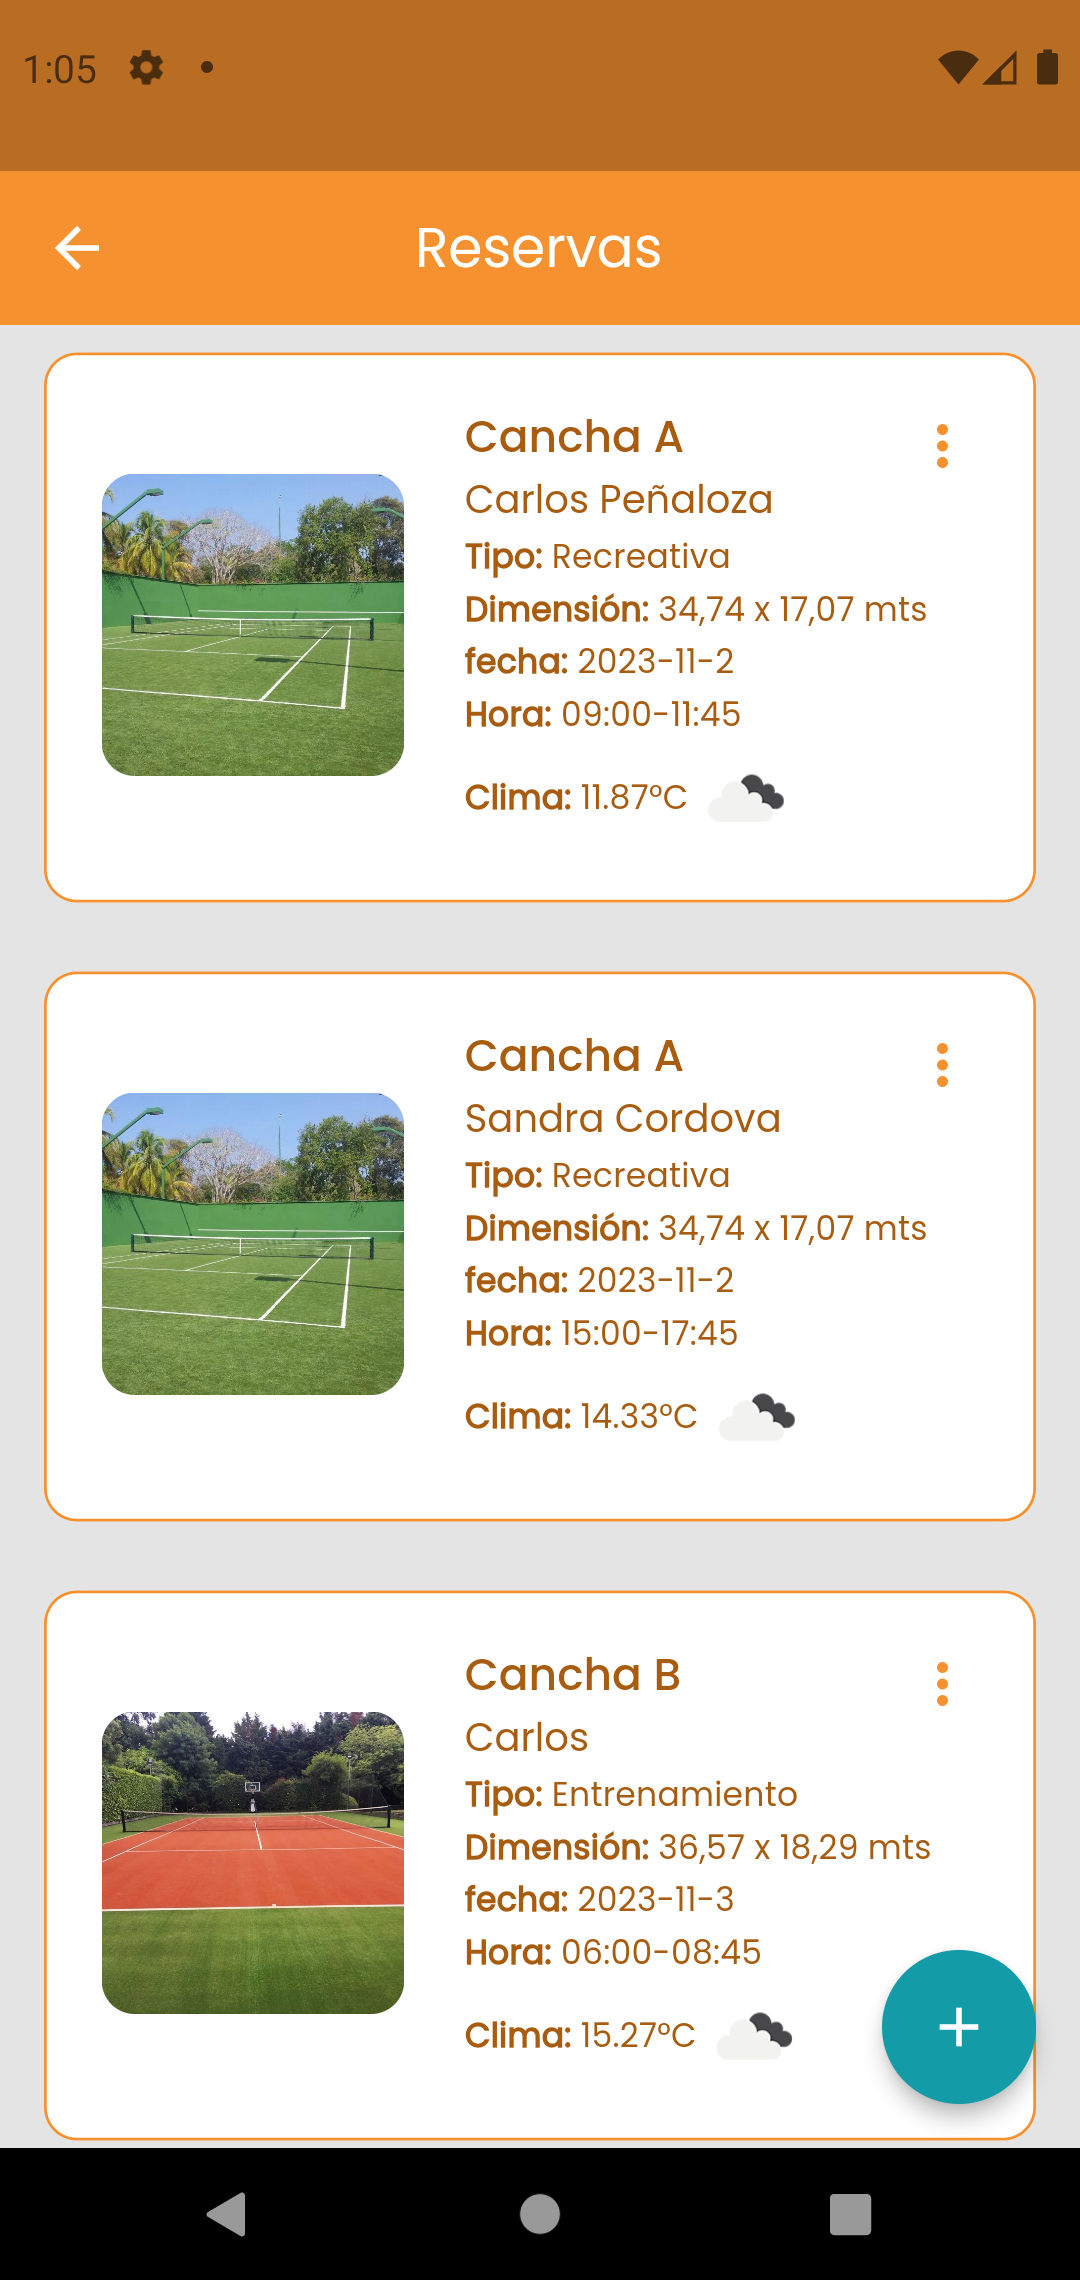 1:05
Reservas
Cancha A
Carlos Peñaloza
Tipo: Recreativa
Dimensión: 34,74 x 17,07 mts
fecha: 2023-11-2
Hora: 09:00-11:45
Clima: 11.87°C
Cancha A
Sandra Cordova
Tipo: Recreativa
Dimensión: 34,74 x 17,07 mts
fecha: 2023-11-2
Hora: 15:00-17:45
Clima: 14.33°C
Cancha B
Carlos
Tipo: Entrenamiento
Dimensión: 36,57 x 18,29 mts
fecha: 2023-11-3
Hora: 06:00-08:45
Clima: 15.27°C